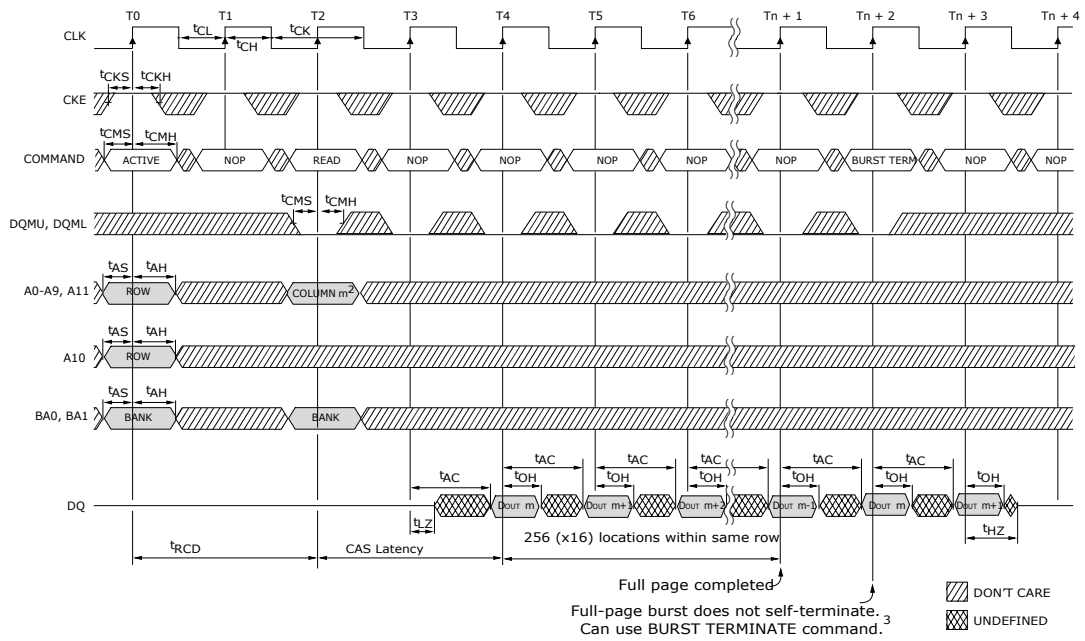 T0 T1 T2 T3 T4 T5 T6 Tn + 1 Tn + 2 Tn + 3 Tn + 4
CLK
tCL tCK
tCH
tCKS tCKH
CKE
tCMS tCMH
COMMAND ACTIVE NOP READ NOP NOP NOP NOP NOP BURST TERM NOP NOP
tCMS tCMH
DQMU, DQML
tAS tAH
A0-A9, A11 ROW COLUMN m2
tAS tAH
A10 ROW
tAS tAH
BA0, BA1 BANK BANK
tAC tAC tAC tAC tAC tAC
tOH tOH tOH tOH tOH tOH
DQ DOUT m DOUT m+1 DOUT m+2 DOUT m-1 DOUT m DOUT m+1
tLZ tHZ
256 (x16) locations within same row
tRCD CAS Latency
Full page completed
Full-page burst does not self-terminate.
Can use BURST TERMINATE command.3
DON'T CARE
UNDEFINED